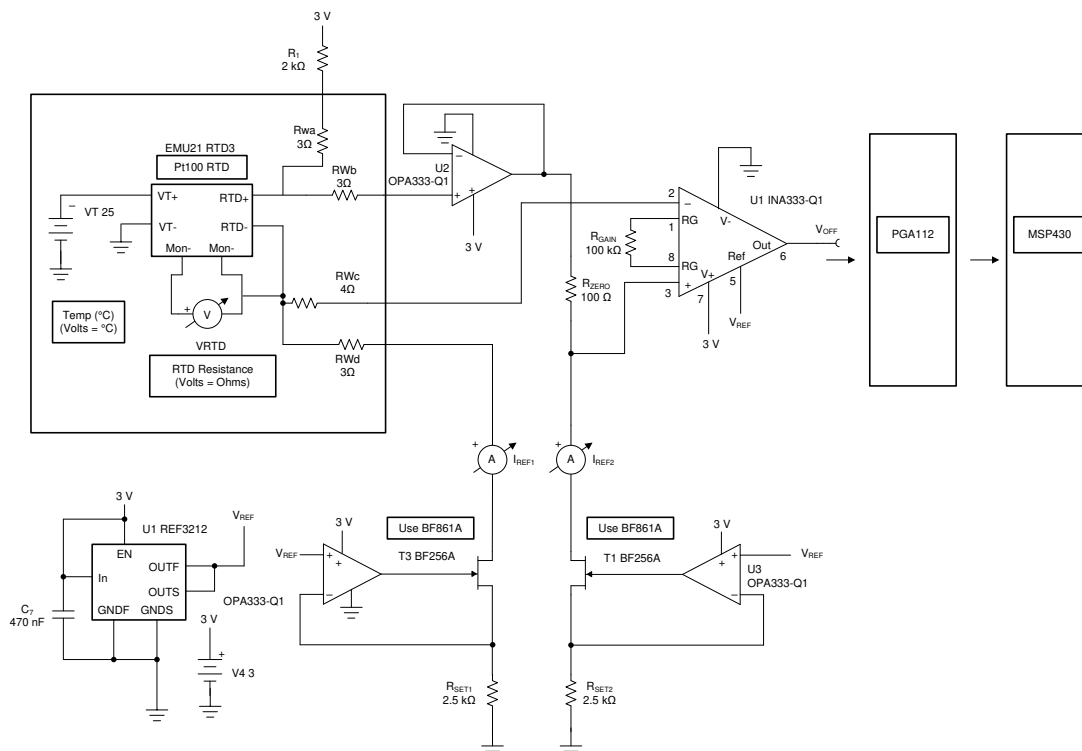 3 V
R1
2 kΩ
Rwa
3Ω
EMU21 RTD3
Pt100 RTD
VT+
RTD+
VT-
RTD-
Mon-
Mon-
− VT 25
RWb
3Ω
U2
OPA333-Q1
−
+
+
3 V
RWc
4Ω
+
V
VRTD
RTD Resistance
(Volts = Ohms)
Temp (°C)
(Volts = °C)
RWd
3Ω
RZERO
100 Ω
RGAIN
100 kΩ
2
−
1
RG
8
RG
3
+
V-
U1 INA333-Q1
Out
6
Ref
5
V+
7
3 V
VREF
VOFF
PGA112
MSP430
+
A
IREF1
+
A
IREF2
3 V
U1 REF3212
VREF
EN
In
OUTF
OUTS
GNDF
GNDS
C7
470 nF
3 V
+
V4 3
Use BF861A
T3 BF256A
3 V
VREF
+
+
−
OPA333-Q1
RSET1
2.5 kΩ
Use BF861A
T1 BF256A
3 V
+
+
−
VREF
U3
OPA333-Q1
RSET2
2.5 kΩ